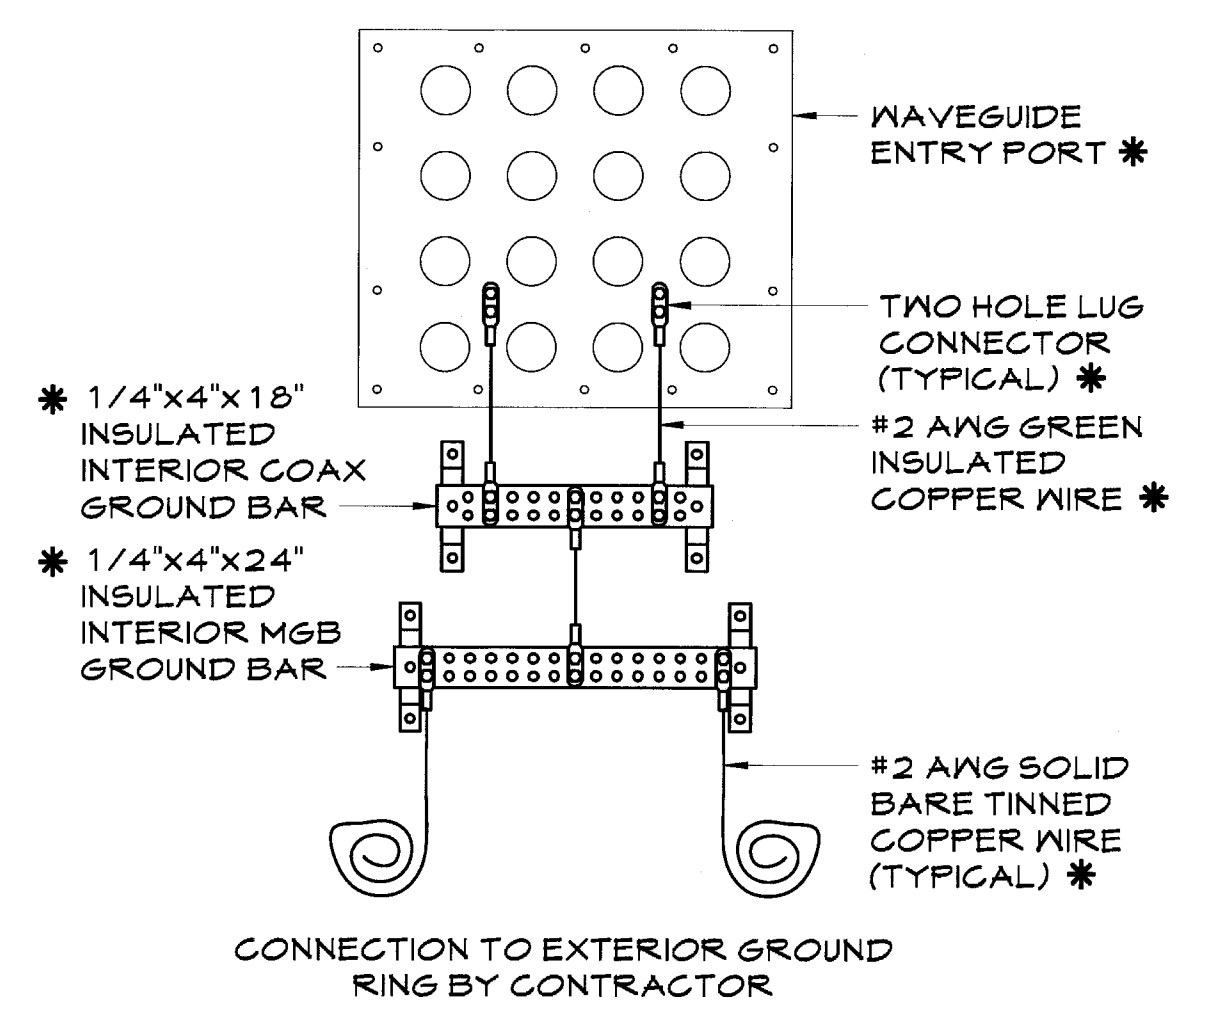 WAVEGUIDE
ENTRY PORT *
TWO HOLE LUG
CONNECTOR
(TYPICAL) *
* 1/4"x4"x18"
INSULATED
INTERIOR COAX
GROUND BAR
#2 AWG GREEN
INSULATED
COPPER WIRE *
* 1/4"x4"x24"
INSULATED
INTERIOR MGB
GROUND BAR
#2 AWG SOLID
BARE TINNED
COPPER WIRE
(TYPICAL) *
CONNECTION TO EXTERIOR GROUND
RING BY CONTRACTOR